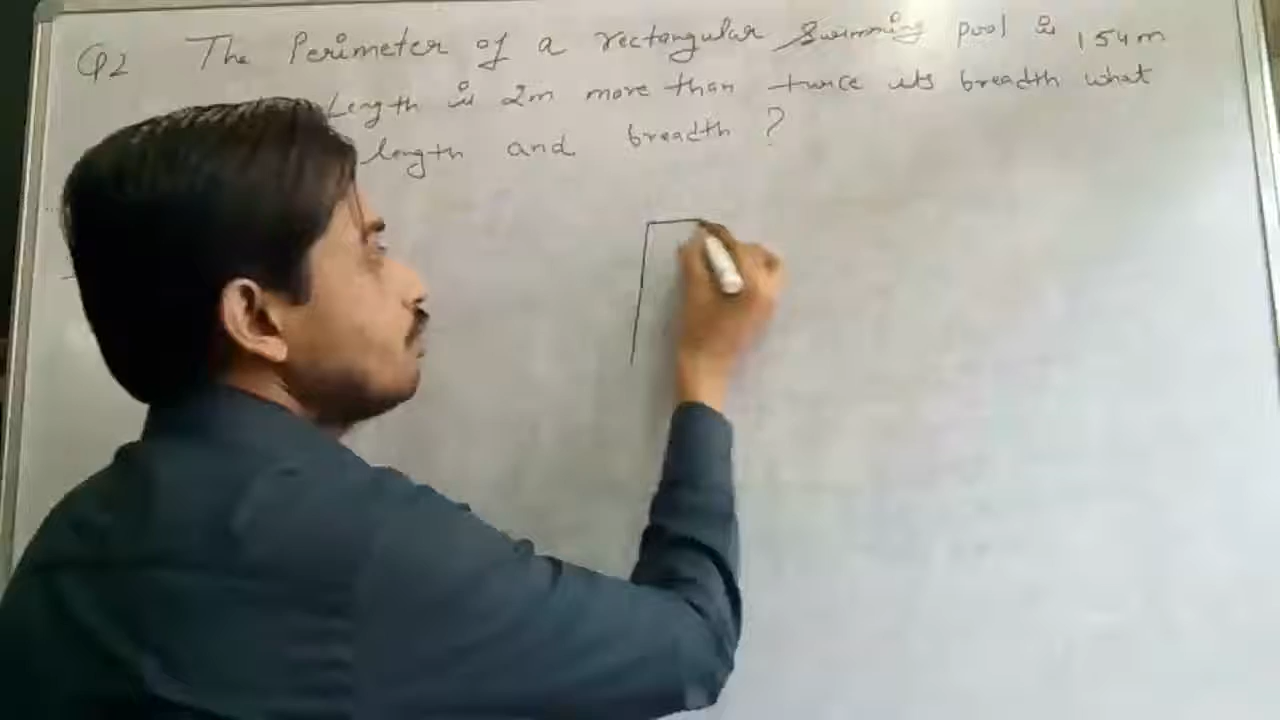 Q2 The Perimeter of a rectangular Swimming pool is 154m
Length is 2m more than twice its breadth what
length and breadth ?